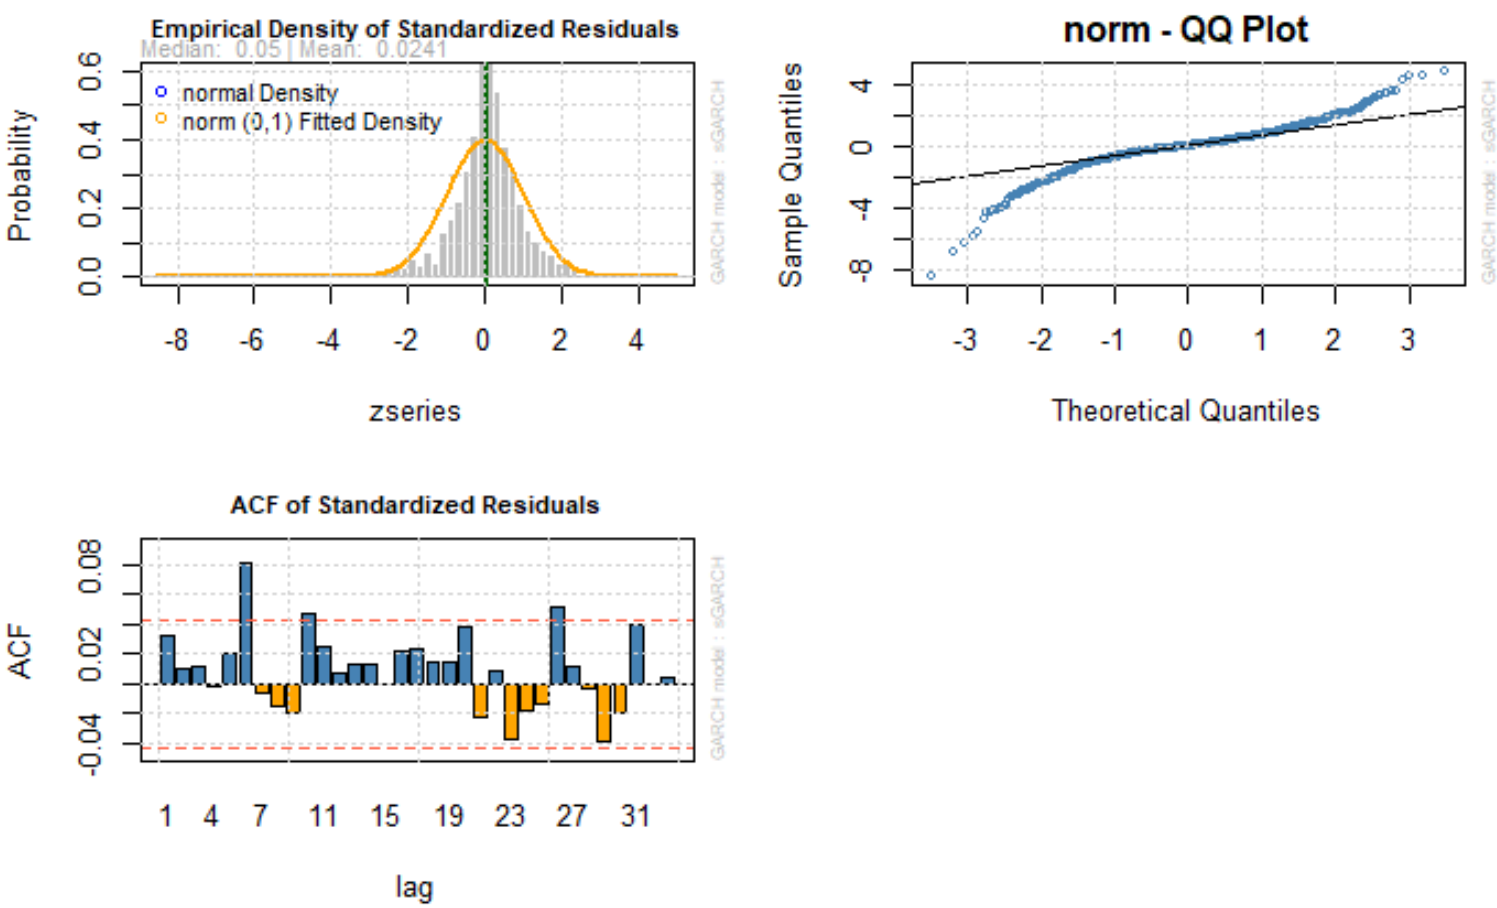 Empirical Density of Standardized Residuals
Median: 0.05 | Mean: 0.0241
normal Density
norm (0,1) Fitted Density
Probability
0.0 0.2 0.4 0.6
-8 -6 -4 -2 0 2 4
zseries
GARCH model : sGARCH
norm - QQ Plot
Sample Quantiles
-8 -4 0 4
-3 -2 -1 0 1 2 3
Theoretical Quantiles
GARCH model : sGARCH
ACF of Standardized Residuals
ACF
-0.04 0.02 0.08
1 4 7 11 15 19 23 27 31
lag
GARCH model : sGARCH